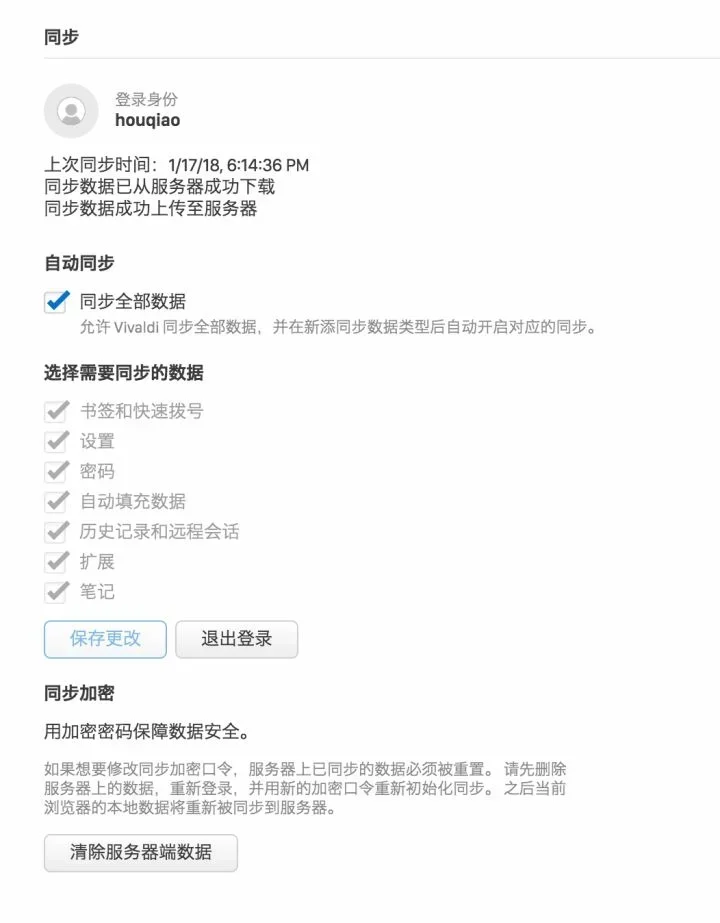 同步
登录身份
houqiao
上次同步时间：1/17/18, 6:14:36 PM
同步数据已从服务器成功下载
同步数据成功上传至服务器
自动同步
同步全部数据
允许 Vivaldi 同步全部数据，并在新添同步数据类型后自动开启对应的同步。
选择需要同步的数据
书签和快速拨号
设置
密码
自动填充数据
历史记录和远程会话
扩展
笔记
保存更改
退出登录
同步加密
用加密密码保障数据安全。
如果想要修改同步加密口令，服务器上已同步的数据必须被重置。 请先删除
服务器上的数据，重新登录，并用新的加密口令重新初始化同步。 之后当前
浏览器的本地数据将重新被同步到服务器。
清除服务器端数据